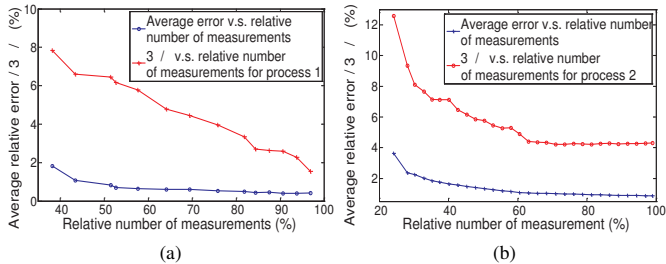 Average relative error / 3 / (%)
10
8
6
4
2
0
Average error v.s. relative
number of measurements
3 / v.s. relative number
of measurements for process 1
40 50 60 70 80 90 100
Relative number of measurements (%)
(a)
Average relative error / 3 / (%)
12
10
8
6
4
2
Average error v.s. relative number
of measurements
3 / v.s. relative number
of measurements for process 2
20 40 60 80 100
Relative number of measurement (%)
(b)